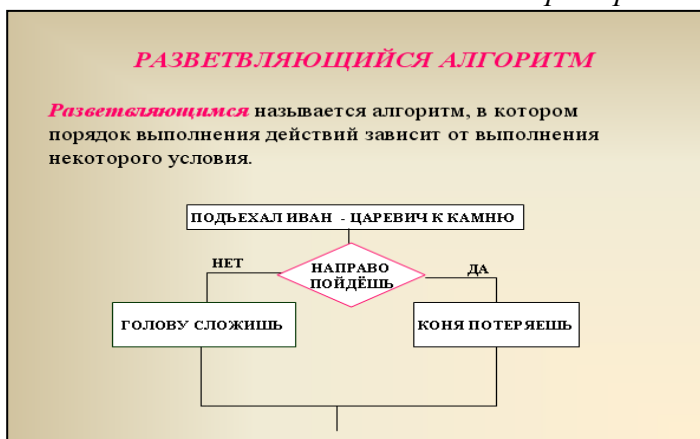 РАЗВЕТВЛЯЮЩИЙСЯ АЛГОРИТМ
Разветвляющимся называется алгоритм, в котором
порядок выполнения действий зависит от выполнения
некоторого условия.
ПОДЪЕХАЛ ИВАН - ЦАРЕВИЧ К КАМНЮ
НЕТ
НАПРАВО
ПОЙДЁШЬ
ДА
ГОЛОВУ СЛОЖИШЬ
КОНЯ ПОТЕРЯЕШЬ